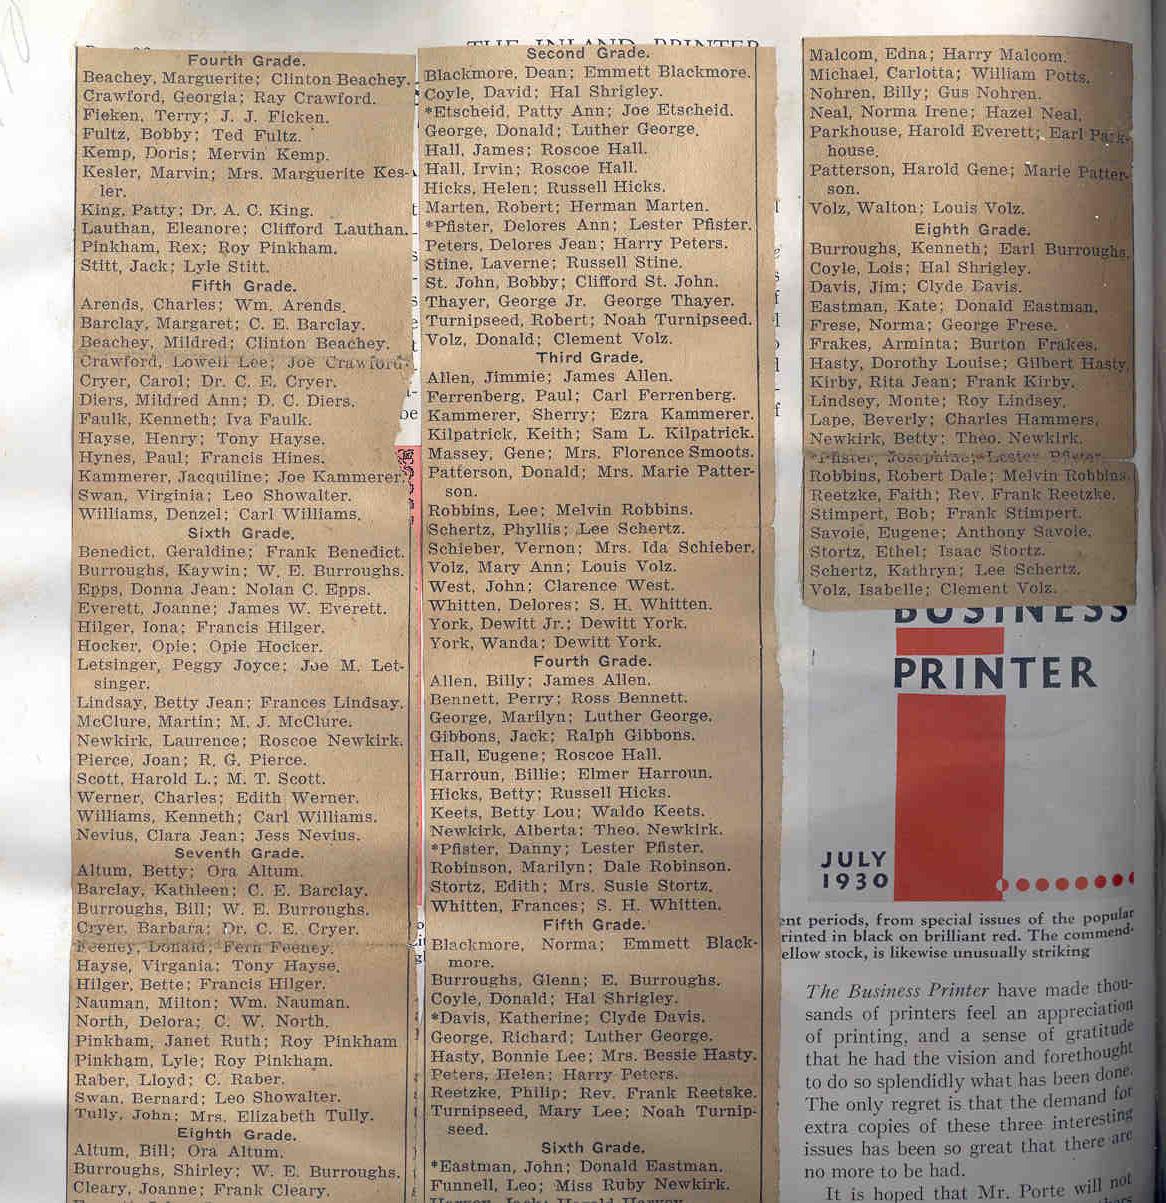 THE INLAND PRINTER
Fourth Grade.
Beachey, Marguerite; Clinton Beachey.
Crawford, Georgia; Ray Crawford.
Ficken, Terry; J. J. Ficken.
Fultz, Bobby; Ted Fultz.
Kemp, Doris; Mervin Kemp.
Kesler, Marvin; Mrs. Marguerite Kes-
ler.
King, Patty; Dr. A. C. King.
Lauthan, Eleanore; Clifford Lauthan.
Pinkham, Rex; Roy Pinkham.
Stitt, Jack; Lyle Stitt.
Fifth Grade.
Arends, Charles; Wm. Arends.
Barclay, Margaret; C. E. Barclay.
Beachey, Mildred; Clinton Beachey.
Crawford, Lowell Lee; Joe Crawford.
Cryer, Carol; Dr. C. E. Cryer.
Diers, Mildred Ann; D. C. Diers.
Faulk, Kenneth; Iva Faulk.
Hayse, Henry; Tony Hayse.
Hynes, Paul; Francis Hines.
Kammerer, Jacquiline; Joe Kammerer.
Swan, Virginia; Leo Showalter.
Williams, Denzel; Carl Williams.
Sixth Grade.
Benedict, Geraldine; Frank Benedict.
Burroughs, Kaywin; W. E. Burroughs.
Epps, Donna Jean; Nolan C. Epps.
Everett, Joanne; James W. Everett.
Hilger, Iona; Francis Hilger.
Hocker, Opie; Opie Hocker.
Letsinger, Peggy Joyce; Joe M. Let-
singer.
Lindsay, Betty Jean; Frances Lindsay.
McClure, Martin; M. J. McClure.
Newkirk, Laurence; Roscoe Newkirk.
Pierce, Joan; R. G. Pierce.
Scott, Harold L.; M. T. Scott.
Werner, Charles; Edith Werner.
Williams, Kenneth; Carl Williams.
Nevius, Clara Jean; Jess Nevius.
Seventh Grade.
Altum, Betty; Ora Altum.
Barclay, Kathleen; C. E. Barclay.
Burroughs, Bill; W. E. Burroughs.
Cryer, Barbara; Dr. C. E. Cryer.
Feeney, Donald; Fern Feeney.
Hayse, Virgania; Tony Hayse.
Hilger, Bette; Francis Hilger.
Nauman, Milton; Wm. Nauman.
North, Delora; C. W. North.
Pinkham, Janet Ruth; Roy Pinkham
Pinkham, Lyle; Roy Pinkham.
Raber, Lloyd; C. Raber.
Swan, Bernard; Leo Showalter.
Tully, John; Mrs. Elizabeth Tully.
Eighth Grade.
Altum, Bill; Ora Altum.
Burroughs, Shirley; W. E. Burroughs.
Cleary, Joanne; Frank Cleary.
Second Grade.
Blackmore, Dean; Emmett Blackmore.
Coyle, David; Hal Shrigley.
*Etscheid, Patty Ann; Joe Etscheid.
George, Donald; Luther George.
Hall, James; Roscoe Hall.
Hall, Irvin; Roscoe Hall.
Hicks, Helen; Russell Hicks.
Marten, Robert; Herman Marten.
*Pfister, Delores Ann; Lester Pfister.
Peters, Delores Jean; Harry Peters.
Stine, Laverne; Russell Stine.
St. John, Bobby; Clifford St. John.
Thayer, George Jr. George Thayer.
Turnipseed, Robert; Noah Turnipseed.
Volz, Donald; Clement Volz.
Third Grade.
Allen, Jimmie; James Allen.
Ferrenberg, Paul; Carl Ferrenberg.
Kammerer, Sherry; Ezra Kammerer.
Kilpatrick, Keith; Sam L. Kilpatrick.
Massey, Gene; Mrs. Florence Smoots.
Patterson, Donald; Mrs. Marie Patter-
son.
Robbins, Lee; Melvin Robbins.
Schertz, Phyllis; Lee Schertz.
Schieber, Vernon; Mrs. Ida Schieber.
Volz, Mary Ann; Louis Volz.
West, John; Clarence West.
Whitten, Delores; S. H. Whitten.
York, Dewitt Jr.; Dewitt York.
York, Wanda; Dewitt York.
Fourth Grade.
Allen, Billy; James Allen.
Bennett, Perry; Ross Bennett.
George, Marilyn; Luther George.
Gibbons, Jack; Ralph Gibbons.
Hall, Eugene; Roscoe Hall.
Harroun, Billie; Elmer Harroun.
Hicks, Betty; Russell Hicks.
Keets, Betty Lou; Waldo Keets.
Newkirk, Alberta; Theo. Newkirk.
*Pfister, Danny; Lester Pfister.
Robinson, Marilyn; Dale Robinson.
Stortz, Edith; Mrs. Susie Stortz.
Whitten, Frances; S. H. Whitten.
Fifth Grade.
Blackmore, Norma; Emmett Black-
more.
Burroughs, Glenn; E. Burroughs.
Coyle, Donald; Hal Shrigley.
*Davis, Katherine; Clyde Davis.
George, Richard; Luther George.
Hasty, Bonnie Lee; Mrs. Bessie Hasty.
Peters, Helen; Harry Peters.
Reetzke, Philip; Rev. Frank Reetske.
Turnipseed, Mary Lee; Noah Turnip-
seed.
Sixth Grade.
*Eastman, John; Donald Eastman.
Funnell, Leo; Miss Ruby Newkirk.
Malcom, Edna; Harry Malcom.
Michael, Carlotta; William Potts.
Nohren, Billy; Gus Nohren.
Neal, Norma Irene; Hazel Neal.
Parkhouse, Harold Everett; Earl Park-
house.
Patterson, Harold Gene; Marie Patter-
son.
Volz, Walton; Louis Volz.
Eighth Grade.
Burroughs, Kenneth; Earl Burroughs.
Coyle, Lois; Hal Shrigley.
Davis, Jim; Clyde Davis.
Eastman, Kate; Donald Eastman.
Frese, Norma; George Frese.
Frakes, Arminta; Burton Frakes.
Hasty, Dorothy Louise; Gilbert Hasty
Kirby, Rita Jean; Frank Kirby.
Lindsey, Monte; Roy Lindsey.
Lape, Beverly; Charles Hammers.
Newkirk, Betty; Theo. Newkirk.
*Pfister, Josephine; Lester Pfister
Robbins, Robert Dale; Melvin Robbins.
Reetzke, Faith; Rev. Frank Reetzke.
Stimpert, Bob; Frank Stimpert.
Savoie, Eugene; Anthony Savoie.
Stortz, Ethel; Isaac Stortz.
Schertz, Kathryn; Lee Schertz.
Volz, Isabelle; Clement Volz.
BUSINESS
PRINTER
JULY
1930
periods, from special issues of the popular
in black on brilliant red. The commend-
stock, is likewise unusually striking
The Business Printer have made thou-
sands of printers feel an appreciation
of printing, and a sense of gratitude
that he had the vision and forethought
to do so splendidly what has been done.
The only regret is that the demand for
extra copies of these three interesting
issues has been so great that there are
no more to be had.
It is hoped that Mr. Porte will not